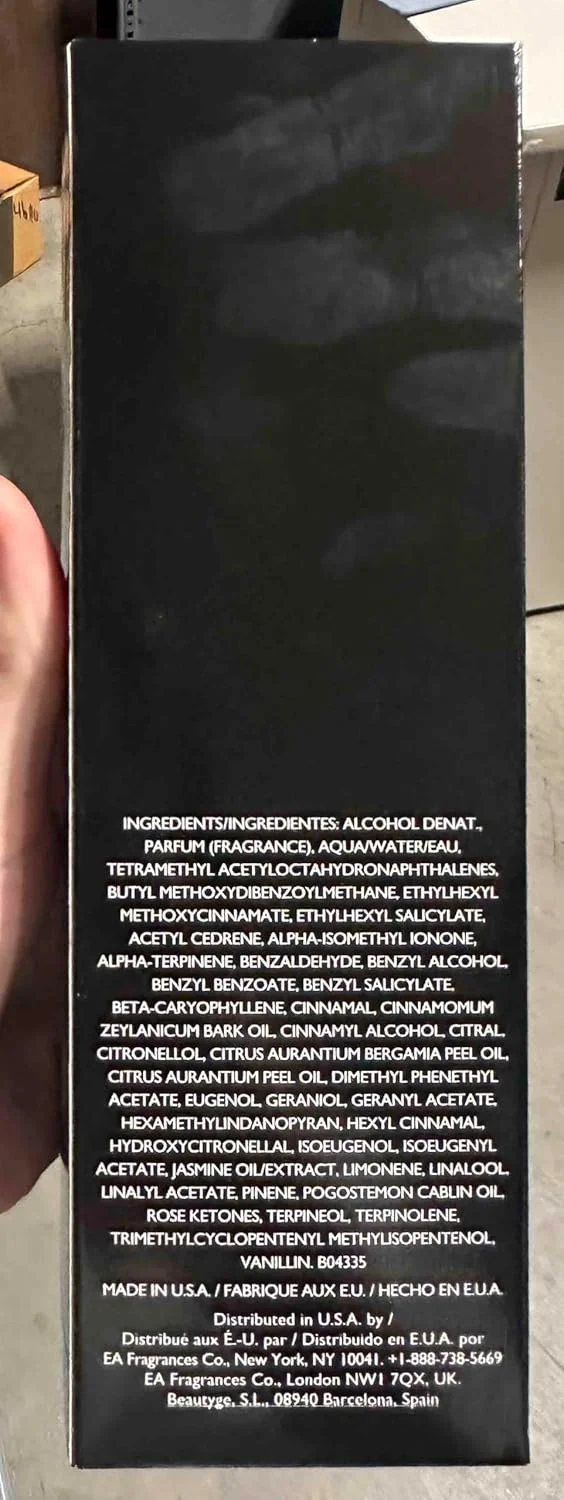 INGREDIENTS/INGREDIENTES: ALCOHOL DENAT.,
PARFUM (FRAGRANCE), AQUA/WATER/EAU,
TETRAMETHYL ACETYLOCTAHYDRONAPHTHALENES,
BUTYL METHOXYDIBENZOYLMETHANE, ETHYLHEXYL
METHOXYCINNAMATE, ETHYLHEXYL SALICYLATE,
ACETYL CEDRENE, ALPHA-ISOMETHYL IONONE,
ALPHA-TERPINENE, BENZALDEHYDE, BENZYL ALCOHOL,
BENZYL BENZOATE, BENZYL SALICYLATE,
BETA-CARYOPHYLLENE, CINNAMAL, CINNAMOMUM
ZEYLANICUM BARK OIL, CINNAMYL ALCOHOL, CITRAL,
CITRONELLOL, CITRUS AURANTIUM BERGAMIA PEEL OIL,
CITRUS AURANTIUM PEEL OIL, DIMETHYL PHENETHYL
ACETATE, EUGENOL, GERANIOL, GERANYL ACETATE,
HEXAMETHYLINDANOPYRAN, HEXYL CINNAMAL,
HYDROXYCITRONELLAL, ISOEUGENOL, ISOEUGENYL
ACETATE, JASMINE OIL/EXTRACT, LIMONENE, LINALOOL,
LINALYL ACETATE, PINENE, POGOSTEMON CABLIN OIL,
ROSE KETONES, TERPINEOL, TERPINOLENE,
TRIMETHYLCYCLOPENTENYL METHYLISOPENTENOL,
VANILLIN. B04335
MADE IN U.S.A. / FABRIQUE AUX E.U. / HECHO EN E.U.A.
Distributed in U.S.A. by /
Distribué aux É.-U. par / Distribuido en E.U.A. por
EA Fragrances Co., New York, NY 10041. +1-888-738-5669
EA Fragrances Co., London NW1 7QX, UK.
Beautyge, S.L., 08940 Barcelona, Spain